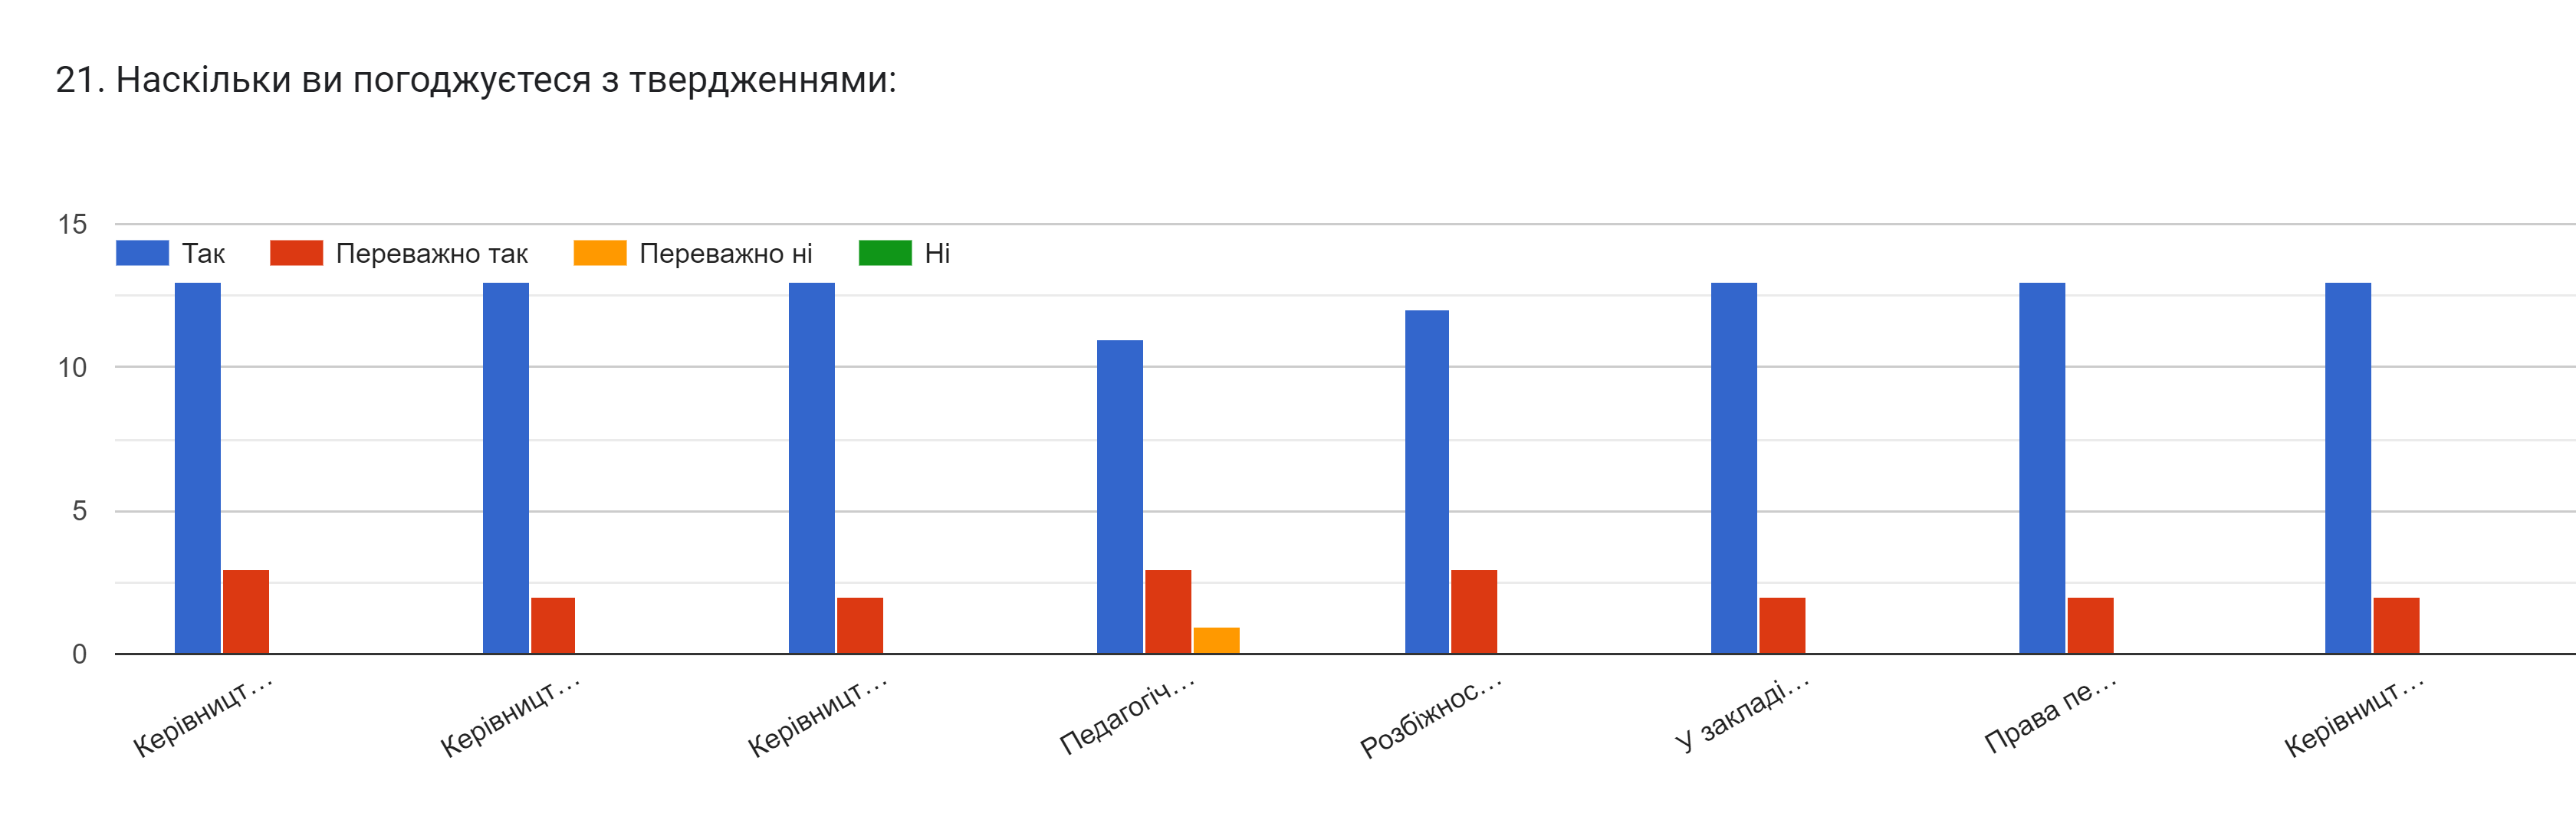 21. Наскільки ви погоджуєтеся з твердженнями:
15
Так Переважно так Переважно ні Ні
10
5
0
Керівницт… Керівницт… Керівницт… Педагогіч… Розбіжнос… У закладі… Права пе… Керівницт…